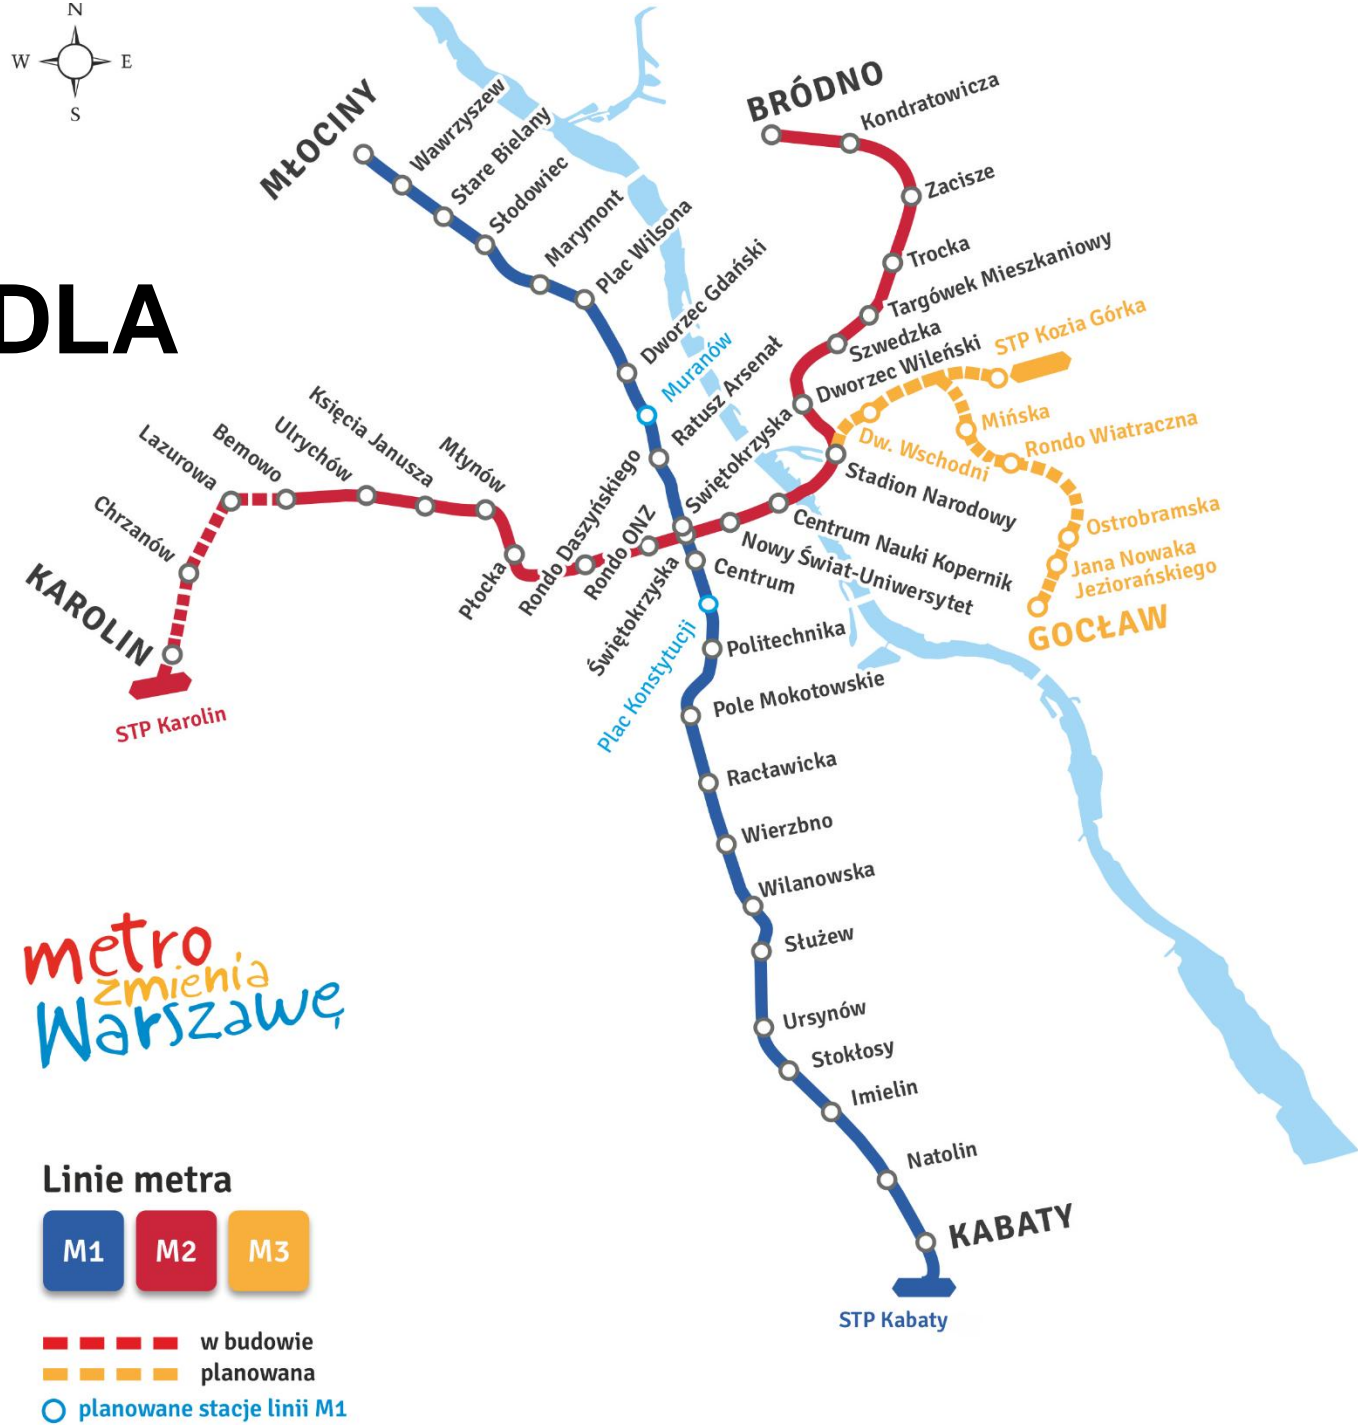 N
W
E
S
MŁOCINY
Wawrzyszew
Stare Bielany
Słodowiec
Marymont
Plac Wilsona
Dworzec Gdański
Muranów
Ratusz Arsenał
Świętokrzyska
BRÓDNO
Kondratowicza
Zacisze
Trocka
Targówek Mieszkaniowy
Szwedzka
Dworzec Wileński
STP Kozia Górka
Mińska
Rondo Wiatraczna
Dw. Wschodni
Stadion Narodowy
Ostrobramska
Jana Nowaka
Jeziorańskiego
GOCŁAW
DLA
Lazurowa
Bemowo
Ulrychów
Księcia Janusza
Młynów
Chrzanów
KAROLIN
STP Karolin
Płocka
Rondo Daszyńskiego
Rondo ONZ
Świętokrzyska
Centrum Nauki Kopernik
Nowy Świat-Uniwersytet
Centrum
Plac Konstytucji
Politechnika
Pole Mokotowskie
Racławicka
Wierzbno
Wilanowska
Służew
Ursynów
Stokłosy
Imielin
Natolin
KABATY
STP Kabaty
metro
zmienia
Warszawę
Linie metra
M1 M2 M3
w budowie
planowana
planowane stacje linii M1